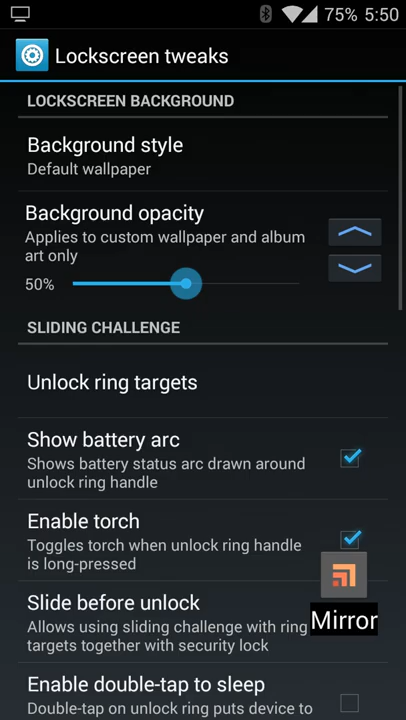 75% 5:50
Lockscreen tweaks
LOCKSCREEN BACKGROUND
Background style
Default wallpaper
Background opacity
Applies to custom wallpaper and album
art only
50%
SLIDING CHALLENGE
Unlock ring targets
Show battery arc
Shows battery status arc drawn around
unlock ring handle
Enable torch
Toggles torch when unlock ring handle
is long-pressed
Slide before unlock
Allows using sliding challenge with ring
targets together with security lock
Mirror
Enable double-tap to sleep
Double-tap on unlock ring puts device to